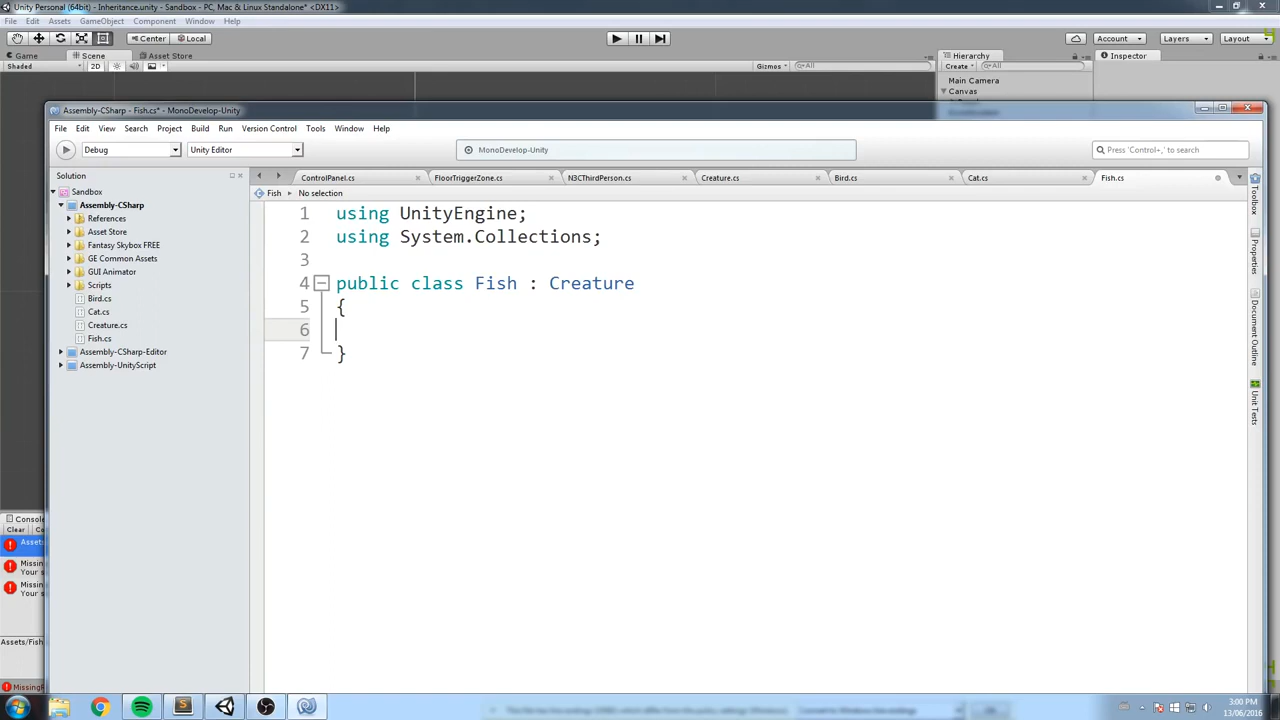 Unity Personal (64bit) - Inheritance.unity - Sandbox - PC, Mac & Linux Standalone* <DX11>
File Edit Assets GameObject Component Window Help
Center Local Account Layers Layout
Game Scene Asset Store Hierarchy Inspector
Shaded 2D Gizmos All Create All
Main Camera
Canvas
Assembly-CSharp - Fish.cs* - MonoDevelop-Unity
File Edit View Search Project Build Run Version Control Tools Window Help
Debug Unity Editor MonoDevelop-Unity Press 'Control+,' to search
Solution ControlPanel.cs FloorTriggerZone.cs N3CThirdPerson.cs Creature.cs Bird.cs Cat.cs Fish.cs
Sandbox
Fish No selection
Assembly-CSharp
References
Asset Store
Fantasy Skybox FREE
GE Common Assets
GUI Animator
Scripts
Bird.cs
Cat.cs
Creature.cs
Fish.cs
Assembly-CSharp-Editor
Assembly-UnityScript
1 using UnityEngine;
2 using System.Collections;
3
4 public class Fish : Creature
5 {
6
7 }
Toolbox
Properties
Document Outline
Unit Tests
Console
Clear Co
Assets
Missing
Your s
Missing
Your s
Assets/Fish
MissingR
3:00 PM
13/06/2016